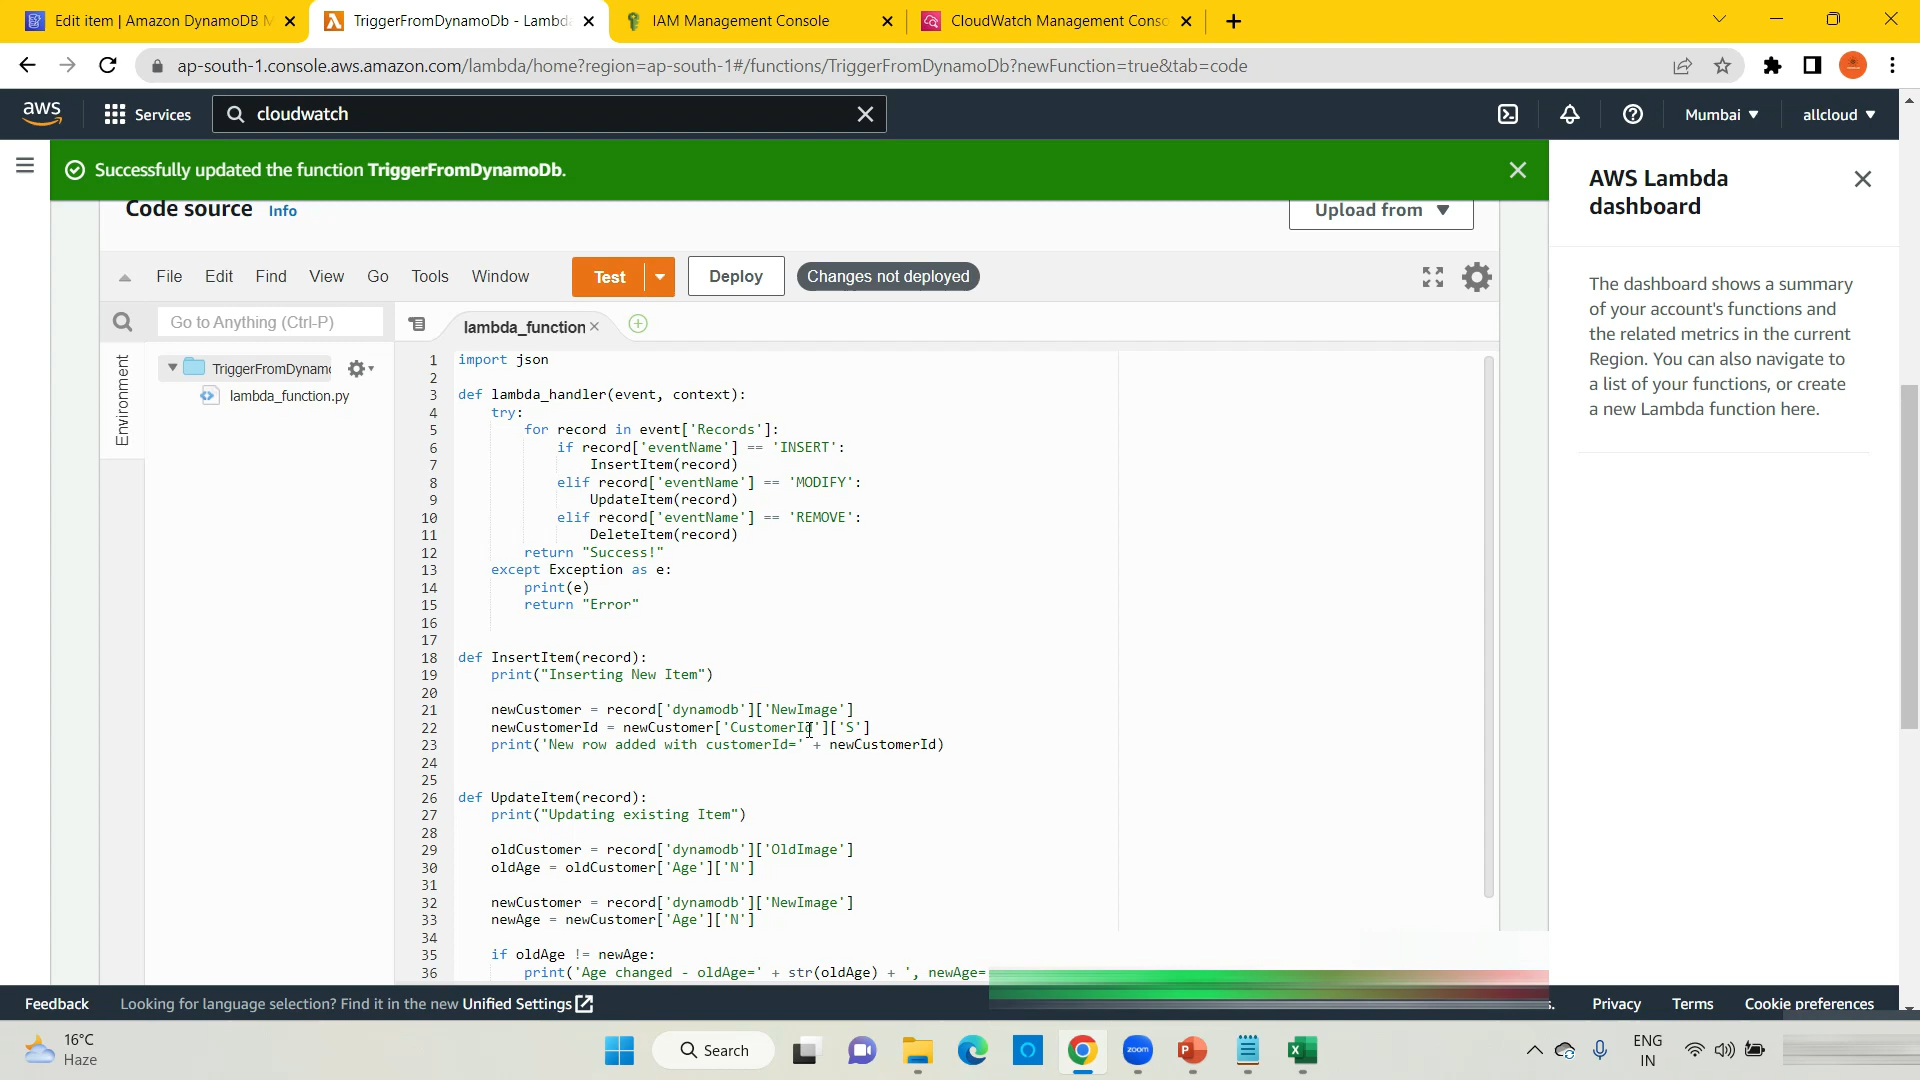 Edit item | Amazon DynamoDB M
TriggerFromDynamoDb - Lambd
IAM Management Console
CloudWatch Management Conso
ap-south-1.console.aws.amazon.com/lambda/home?region=ap-south-1#/functions/TriggerFromDynamoDb?newFunction=true&tab=code
aws
Services
cloudwatch
Mumbai
allcloud
Successfully updated the function TriggerFromDynamoDb.
Code source Info
Upload from
File Edit Find View Go Tools Window
Test
Deploy
Changes not deployed
Go to Anything (Ctrl-P)
lambda_function
Environment
TriggerFromDynamo
lambda_function.py
1 import json
2
3 def lambda_handler(event, context):
4 try:
5 for record in event['Records']:
6 if record['eventName'] == 'INSERT':
7 InsertItem(record)
8 elif record['eventName'] == 'MODIFY':
9 UpdateItem(record)
10 elif record['eventName'] == 'REMOVE':
11 DeleteItem(record)
12 return "Success!"
13 except Exception as e:
14 print(e)
15 return "Error"
16
17
18 def InsertItem(record):
19 print("Inserting New Item")
20
21 newCustomer = record['dynamodb']['NewImage']
22 newCustomerId = newCustomer['CustomerId']['S']
23 print('New row added with customerId=' + newCustomerId)
24
25
26 def UpdateItem(record):
27 print("Updating existing Item")
28
29 oldCustomer = record['dynamodb']['OldImage']
30 oldAge = oldCustomer['Age']['N']
31
32 newCustomer = record['dynamodb']['NewImage']
33 newAge = newCustomer['Age']['N']
34
35 if oldAge != newAge:
36 print('Age changed - oldAge=' + str(oldAge) + ', newAge=
AWS Lambda
dashboard
The dashboard shows a summary
of your account's functions and
the related metrics in the current
Region. You can also navigate to
a list of your functions, or create
a new Lambda function here.
Feedback
Looking for language selection? Find it in the new Unified Settings
Privacy
Terms
Cookie preferences
16°C
Haze
Search
zoom
ENG
IN